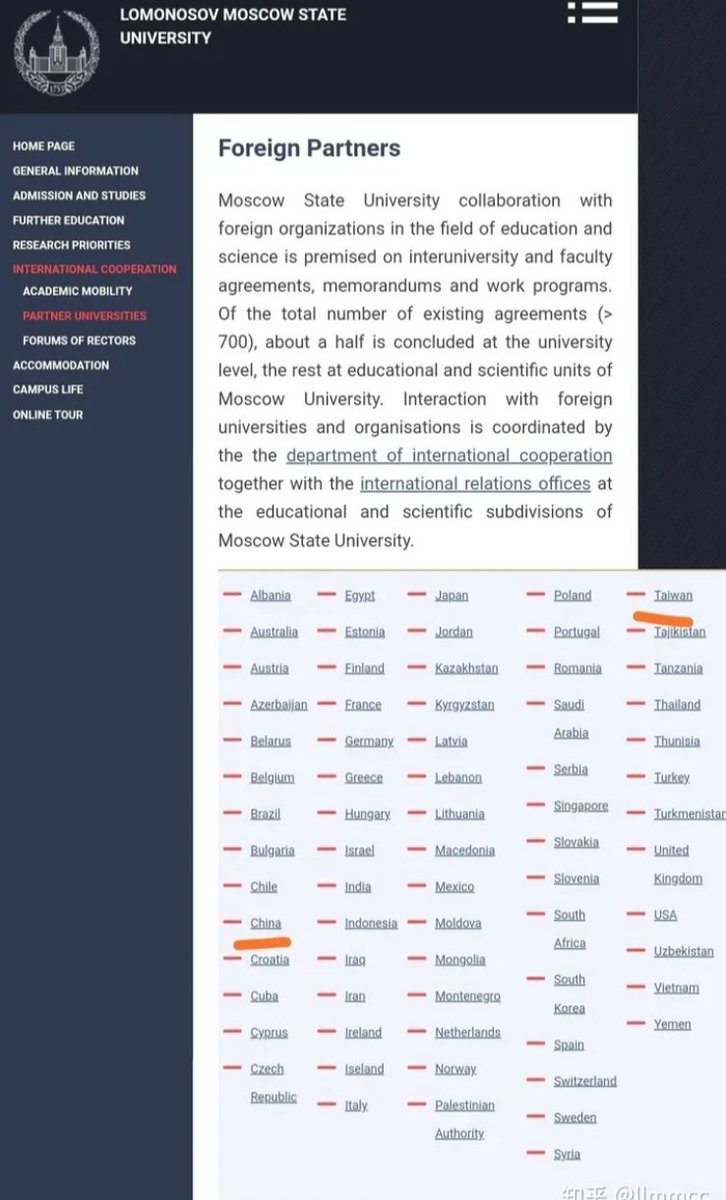 LOMONOSOV MOSCOW STATE
UNIVERSITY
HOME PAGE
GENERAL INFORMATION
ADMISSION AND STUDIES
FURTHER EDUCATION
RESEARCH PRIORITIES
INTERNATIONAL COOPERATION
ACADEMIC MOBILITY
PARTNER UNIVERSITIES
FORUMS OF RECTORS
ACCOMMODATION
CAMPUS LIFE
ONLINE TOUR
Foreign Partners
Moscow State University collaboration with
foreign organizations in the field of education and
science is premised on interuniversity and faculty
agreements, memorandums and work programs.
Of the total number of existing agreements (>
700), about a half is concluded at the university
level, the rest at educational and scientific units of
Moscow University. Interaction with foreign
universities and organisations is coordinated by
the the department of international cooperation
together with the international relations offices at
the educational and scientific subdivisions of
Moscow State University.
Albania
Australia
Austria
Azerbaijan
Belarus
Belgium
Brazil
Bulgaria
Chile
China
Croatia
Cuba
Cyprus
Czech
Republic
Egypt
Estonia
Finland
France
Germany
Greece
Hungary
Israel
India
Indonesia
Iraq
Iran
Ireland
Iseland
Italy
Japan
Jordan
Kazakhstan
Kyrgyzstan
Latvia
Lebanon
Lithuania
Macedonia
Mexico
Moldova
Mongolia
Montenegro
Netherlands
Norway
Palestinian
Authority
Poland
Portugal
Romania
Saudi
Arabia
Serbia
Singapore
Slovakia
Slovenia
South
Africa
South
Korea
Spain
Switzerland
Sweden
Syria
Taiwan
Tajikistan
Tanzania
Thailand
Thunisia
Turkey
Turkmenistan
United
Kingdom
USA
Uzbekistan
Vietnam
Yemen
1755